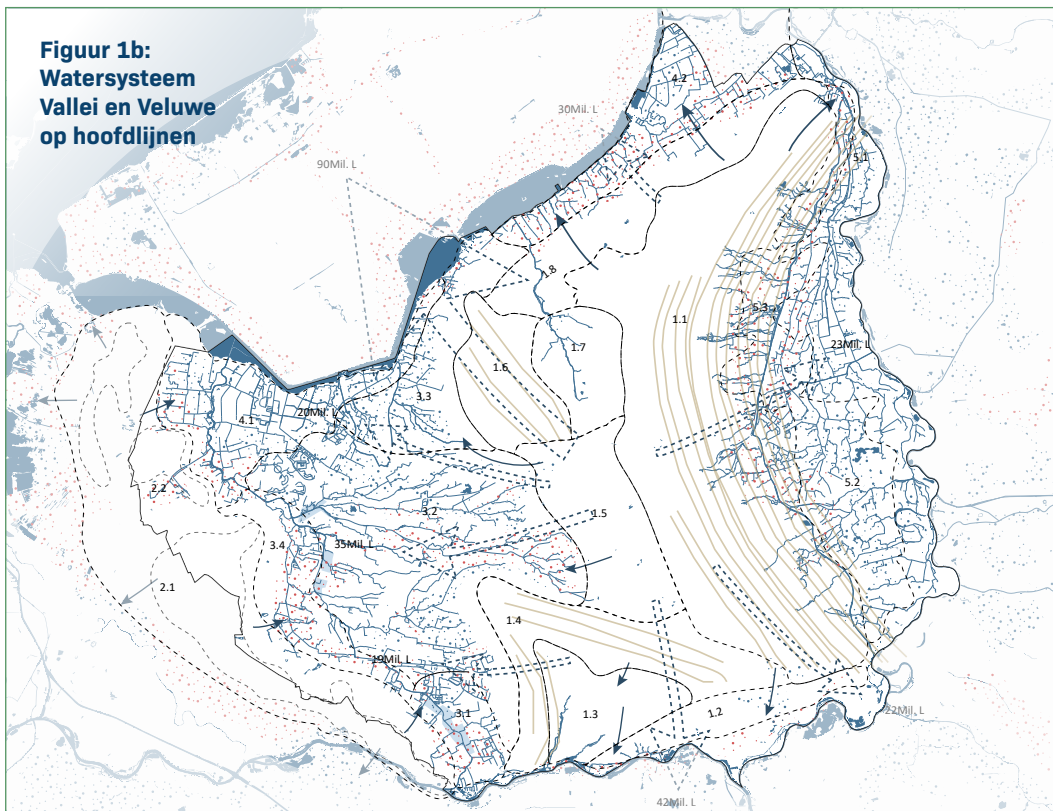 Figuur 1b:
Watersysteem
Vallei en Veluwe
op hoofdlijnen
4.2
30Mil. L
90Mil. L
5.1
1.8
5.3
1.1
23Mil. L
1.7
1.6
3.3
20Mil. L
4.1
5.2
2.2
3.2
1.5
3.4
35Mil. L
2.1
1.4
19Mil. L
3.1
1.3
1.2
22Mil. L
42Mil. L